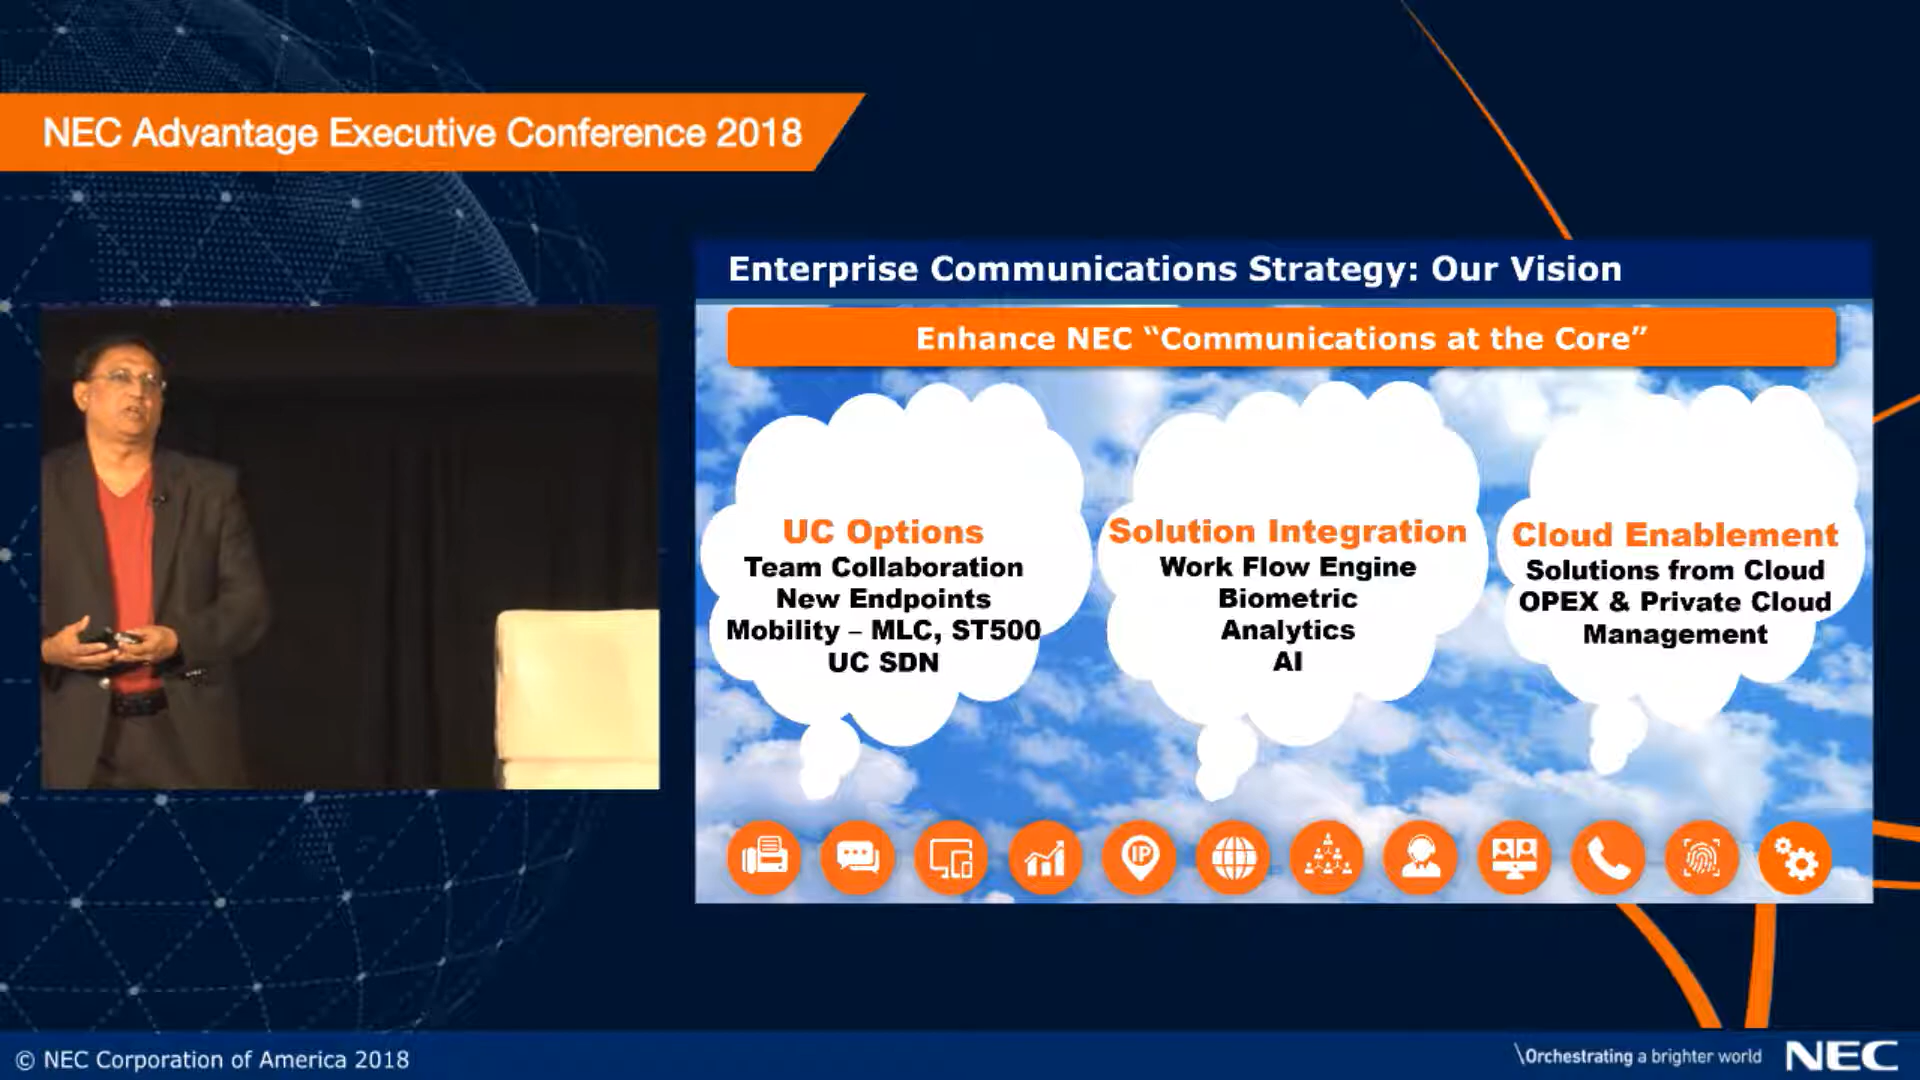 NEC Advantage Executive Conference 2018
Enterprise Communications Strategy: Our Vision
Enhance NEC “Communications at the Core”
UC Options
Team Collaboration
New Endpoints
Mobility – MLC, ST500
UC SDN
Solution Integration
Work Flow Engine
Biometric
Analytics
AI
Cloud Enablement
Solutions from Cloud
OPEX & Private Cloud
Management
IP
© NEC Corporation of America 2018
\Orchestrating a brighter world
NEC